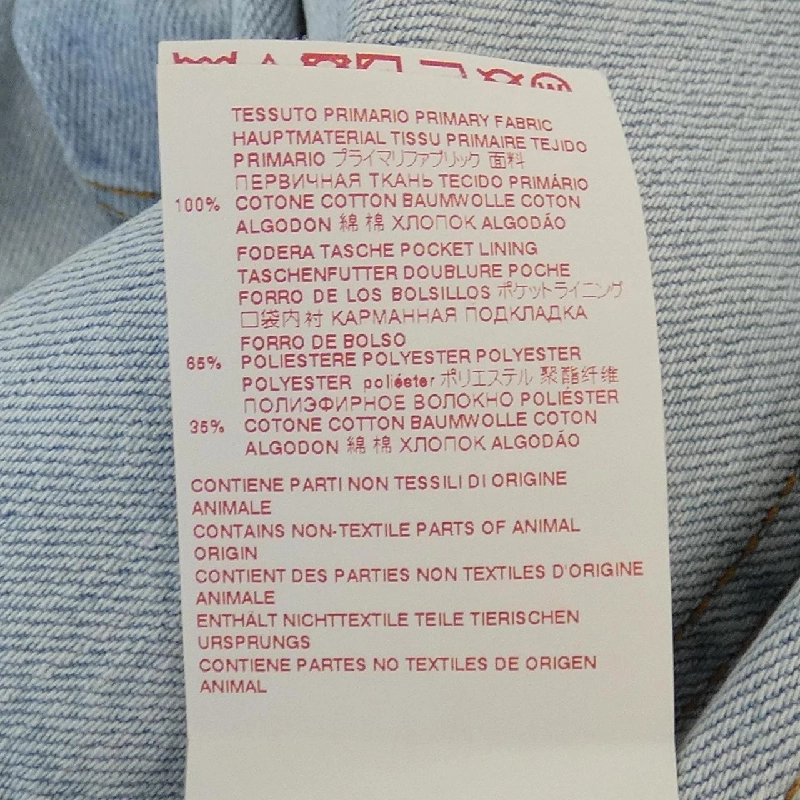 TESSUTO PRIMARIO PRIMARY FABRIC
HAUPTMATERIAL TISSU PRIMAIRE TEJIDO
PRIMARIO プライマリファブリック 面料
ПЕРВИЧНАЯ ТКАНЬ TECIDO PRIMÁRIO
100% COTONE COTTON BAUMWOLLE COTON
ALGODON 綿 棉 ХЛОПОК ALGODÃO
FODERA TASCHE POCKET LINING
TASCHENFUTTER DOUBLURE POCHE
FORRO DE LOS BOLSILLOS ポケットライニング
口袋内衬 КАРМАННАЯ ПОДКЛАДКА
FORRO DE BOLSO
65% POLIESTERE POLYESTER POLYESTER
POLYESTER poliéster ポリエステル 聚酯纤维
ПОЛИЭФИРНОЕ ВОЛОКНО POLIÉSTER
35% COTONE COTTON BAUMWOLLE COTON
ALGODON 綿 棉 ХЛОПОК ALGODÃO
CONTIENE PARTI NON TESSILI DI ORIGINE
ANIMALE
CONTAINS NON-TEXTILE PARTS OF ANIMAL
ORIGIN
CONTIENT DES PARTIES NON TEXTILES D'ORIGINE
ANIMALE
ENTHÄLT NICHTTEXTILE TEILE TIERISCHEN
URSPRUNGS
CONTIENE PARTES NO TEXTILES DE ORIGEN
ANIMAL